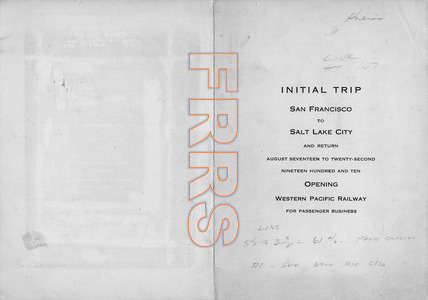 FRRS
INITIAL TRIP
SAN FRANCISCO
TO
SALT LAKE CITY
AND RETURN
AUGUST SEVENTEEN TO TWENTY-SECOND
NINETEEN HUNDRED AND TEN
OPENING
WESTERN PACIFIC RAILWAY
FOR PASSENGER BUSINESS
LINE